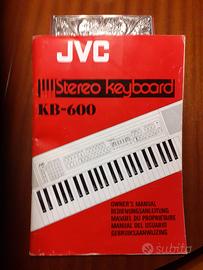 JVC
Stereo Keyboard
KB-600
OWNER'S MANUAL
BEDIENUNGSANLEITUNG
MANUEL DU PROPRIETAIRE
MANUAL DEL USUARIO
GEBRUIKSAANWIJZING
subito